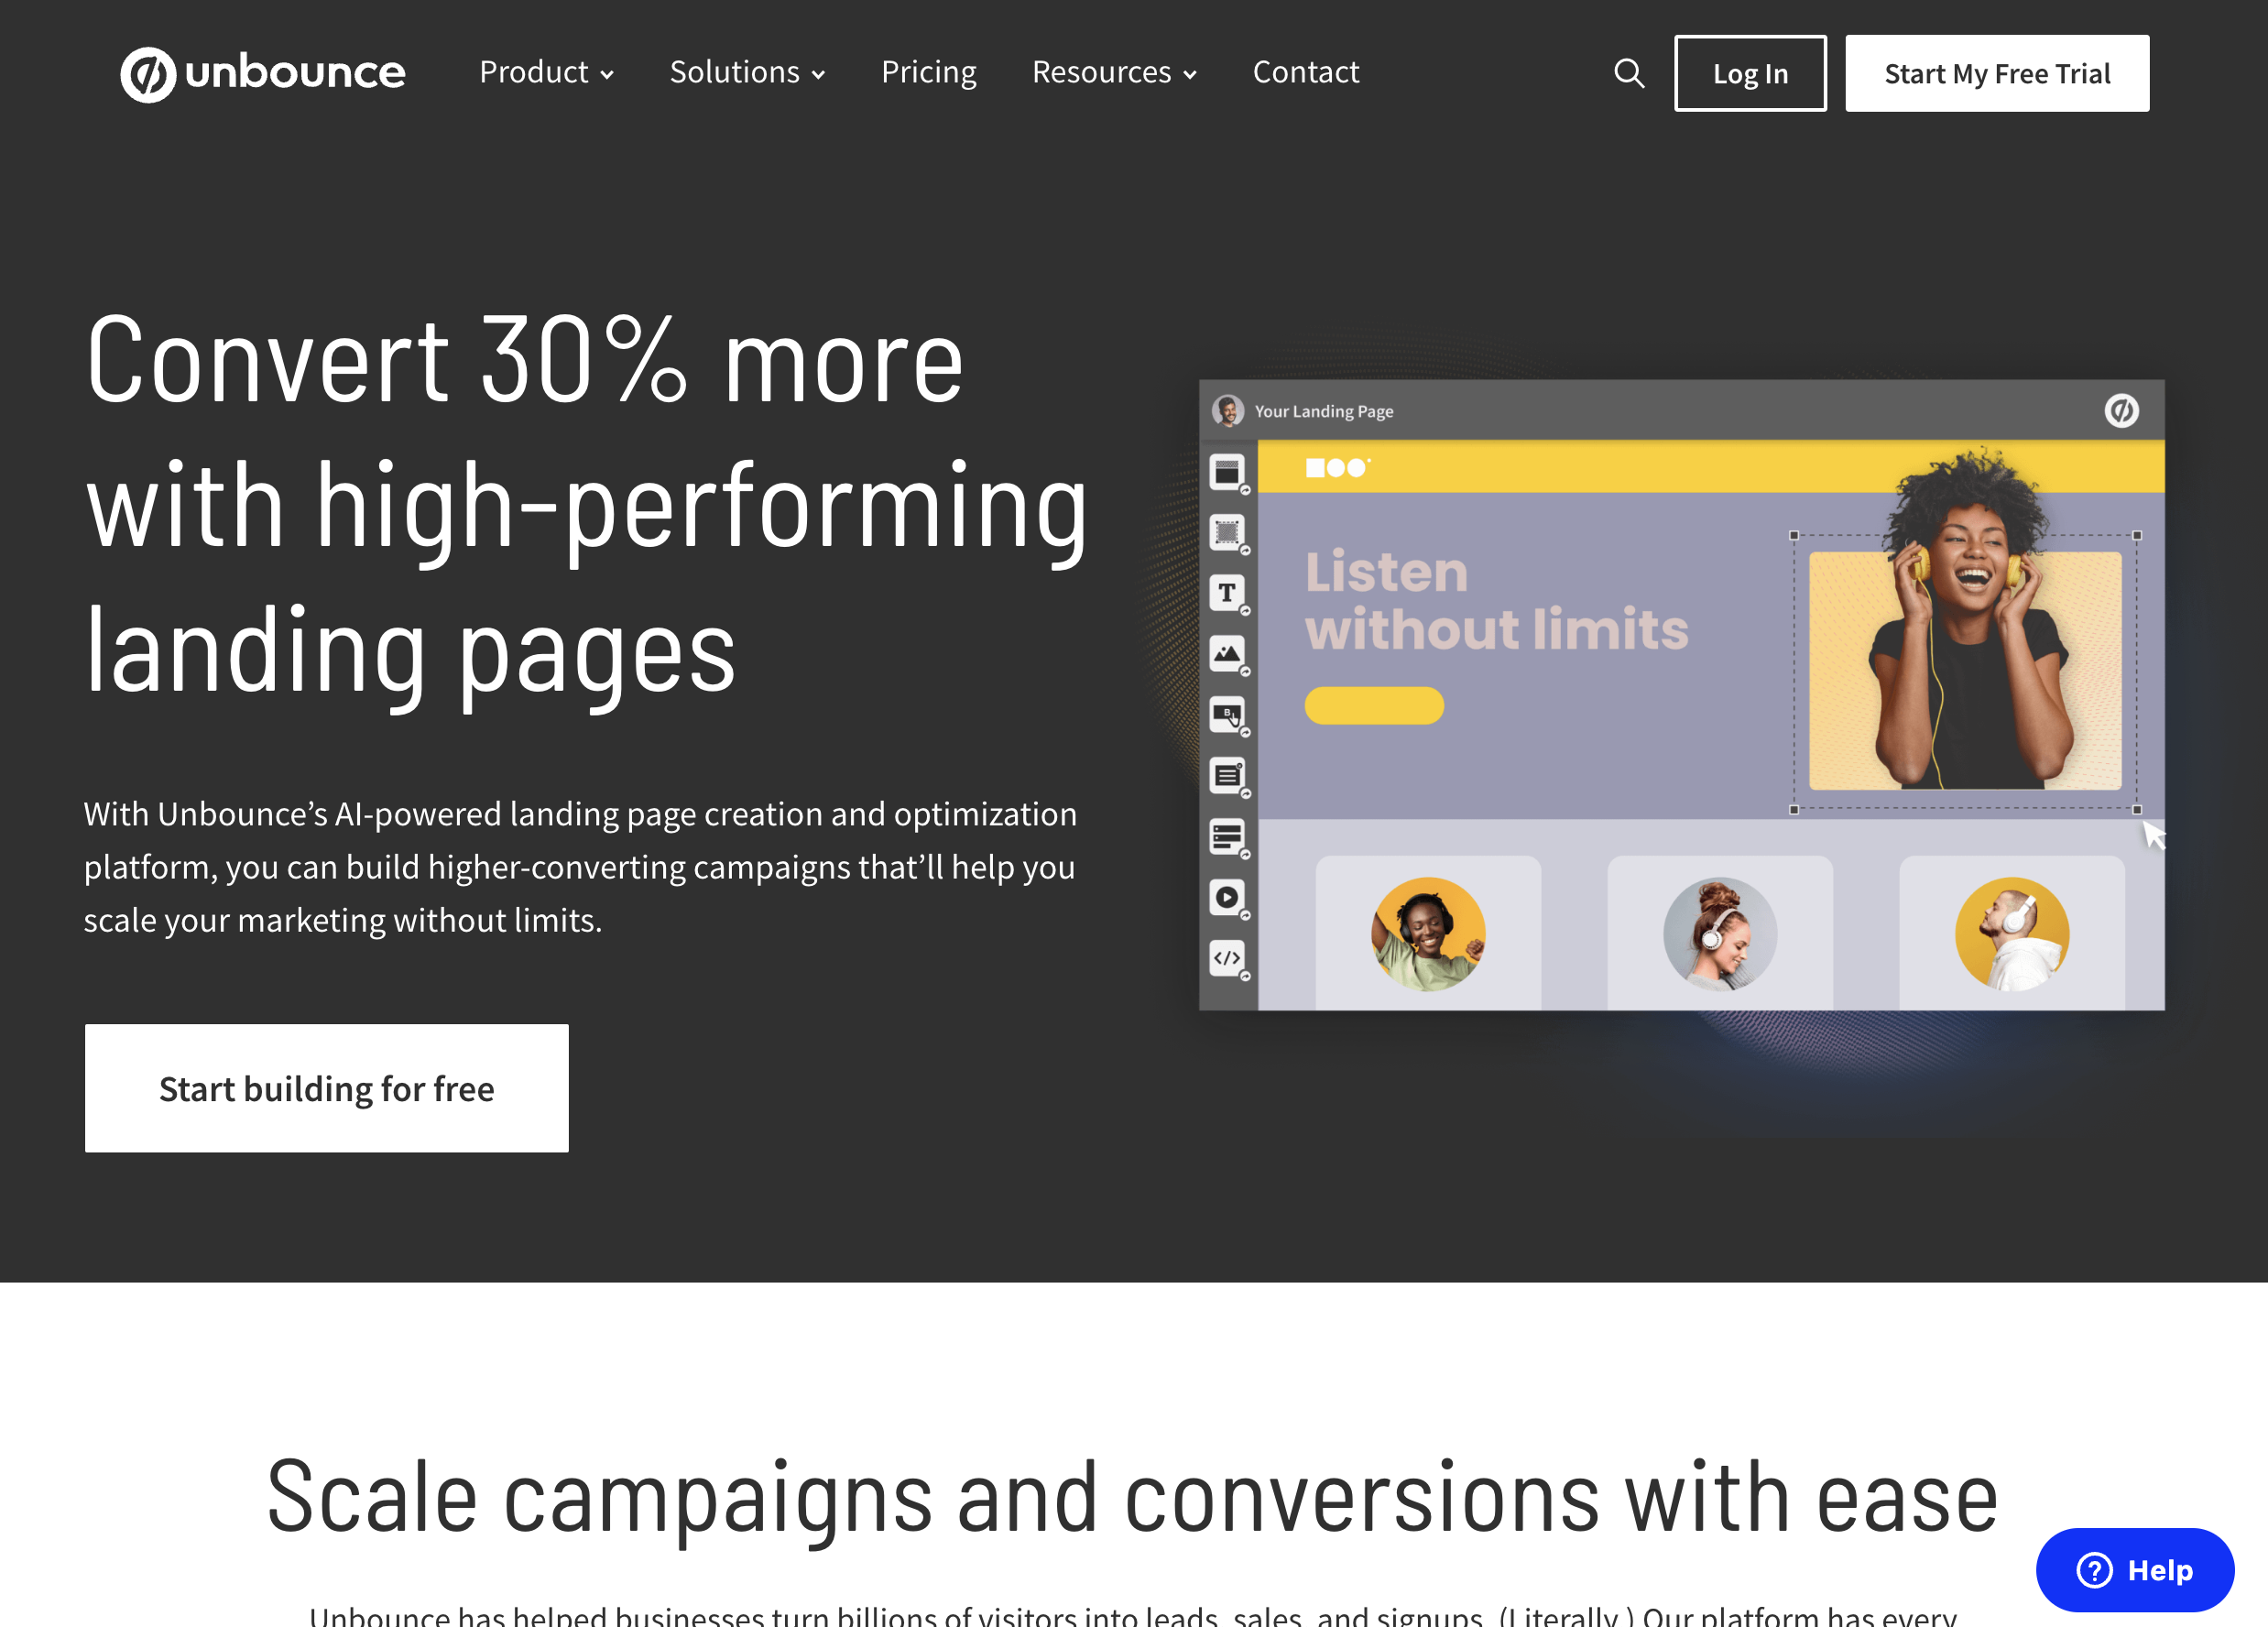 unbounce
Product
Solutions
Pricing
Resources
Contact
Log In
Start My Free Trial
Convert 30% more
with high-performing
landing pages
With Unbounce’s AI-powered landing page creation and optimization
platform, you can build higher-converting campaigns that’ll help you
scale your marketing without limits.
Start building for free
Your Landing Page
Listen
without limits
T
B
</>
Scale campaigns and conversions with ease
Unbounce has helped businesses turn billions of visitors into leads, sales, and signups. (Literally.) Our platform has every
? Help